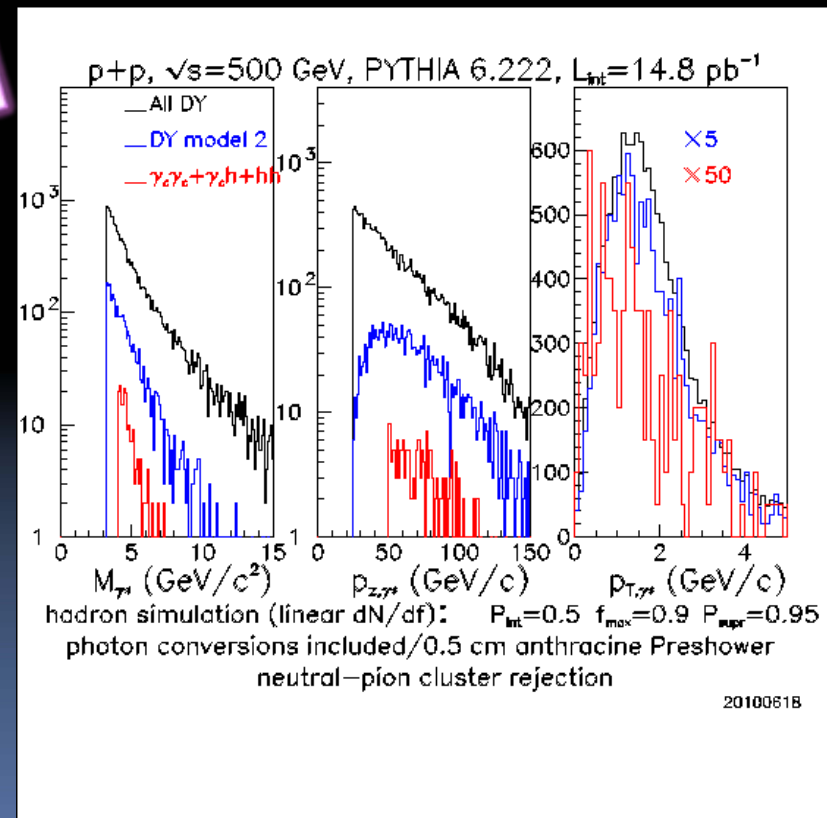 p+p, √s=500 GeV, PYTHIA 6.222, L_int=14.8 pb⁻¹
All DY
DY model 2
γ_cγ_c+γ_ch+hh
×5
×50
10³
10²
10
1
0 5 10 15
M_γ* (GeV/c²)
10³
10²
10
1
0 50 100 150
p_z,γ* (GeV/c)
600
500
400
300
200
100
0
0 2 4
p_T,γ* (GeV/c)
hadron simulation (linear dN/df): P_int=0.5 f_max=0.9 P_supr=0.95
photon conversions included/0.5 cm anthracine Preshower
neutral-pion cluster rejection
20100618